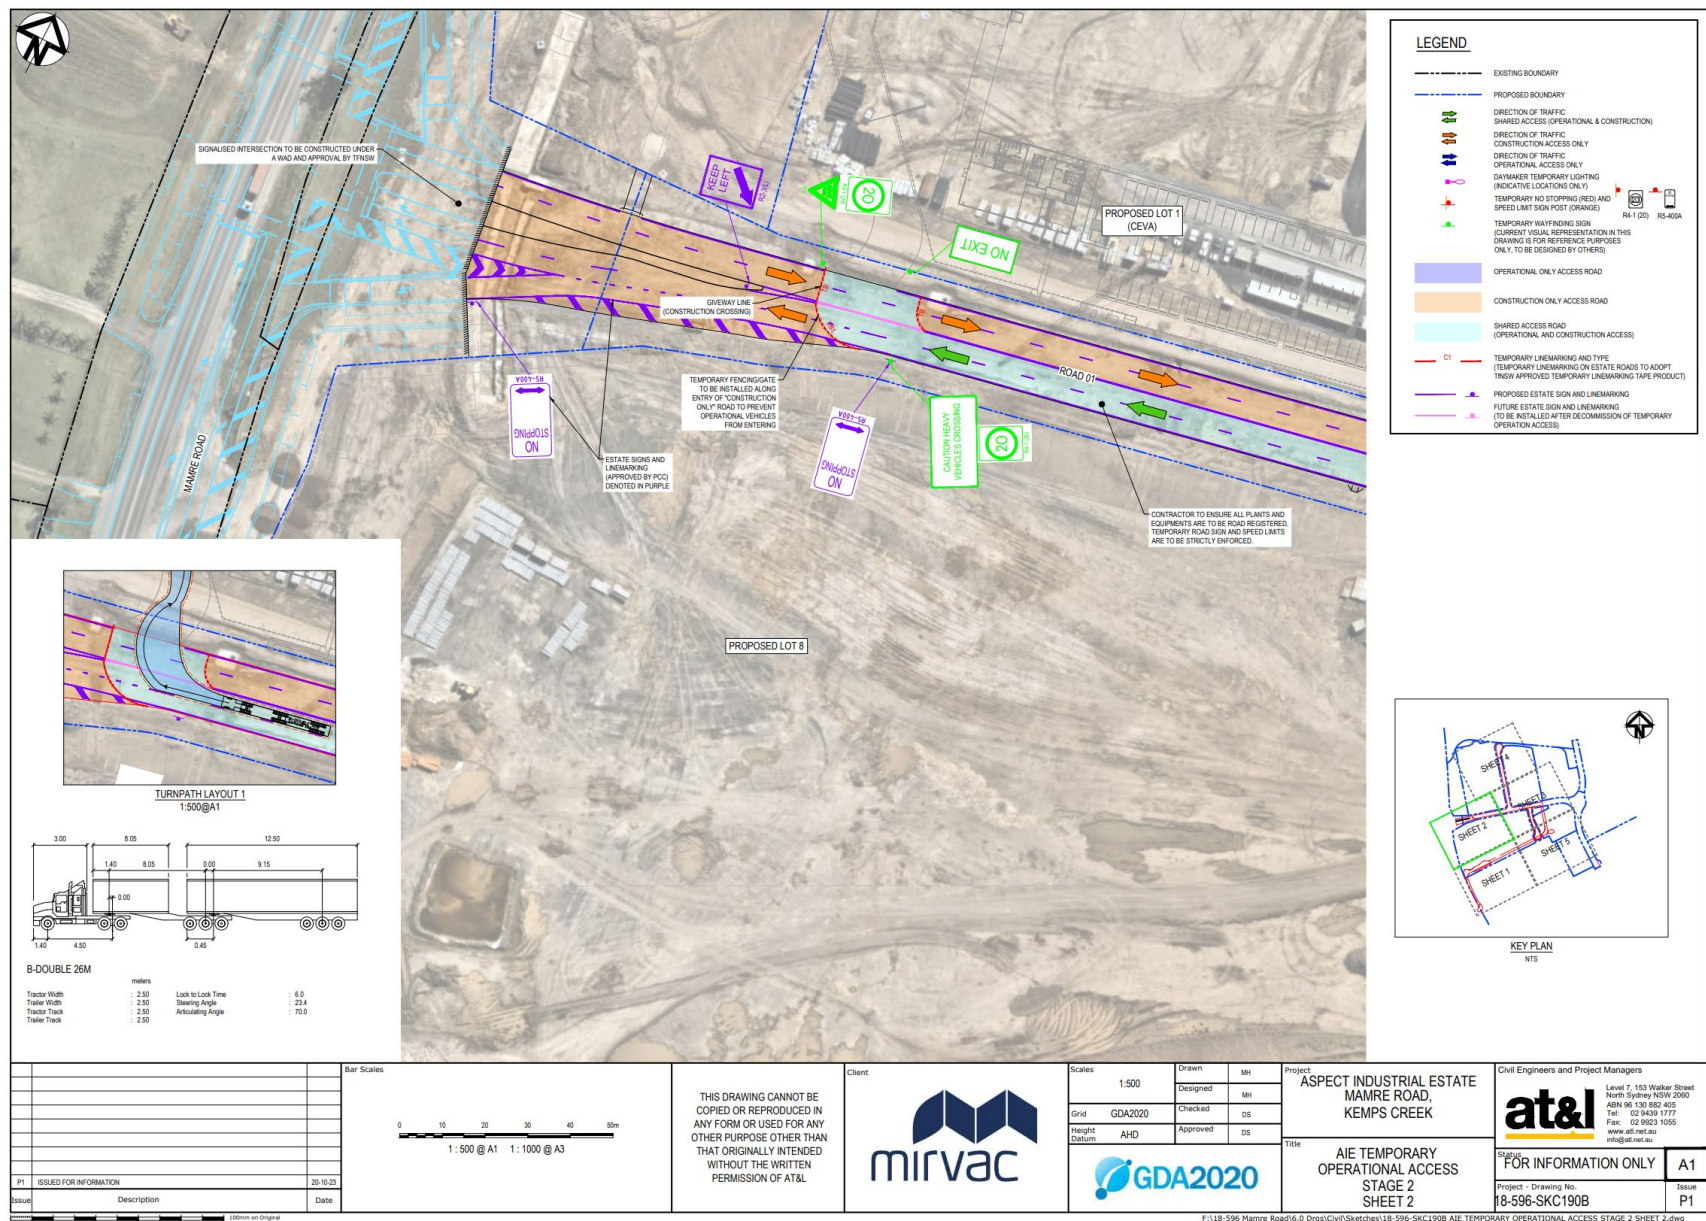 N
SIGNALISED INTERSECTION TO BE CONSTRUCTED UNDER
A WAD AND APPROVAL BY TFNSW
KEEP
LEFT
R2-3(L)
20
R4-1 (20)
NO EXIT
PROPOSED LOT 1
(CEVA)
GIVEWAY LINE
(CONSTRUCTION CROSSING)
ROAD 01
TEMPORARY FENCING/GATE
TO BE INSTALLED ALONG
ENTRY OF "CONSTRUCTION
ONLY" ROAD TO PREVENT
OPERATIONAL VEHICLES
FROM ENTERING
R5-400A
NO
STOPPING
R5-400A
NO
STOPPING
CAUTION HEAVY
VEHICLES CROSSING
20
R4-1 (20)
MAMRE ROAD
ESTATE SIGNS AND
LINEMARKING
(APPROVED BY PCC)
DENOTED IN PURPLE
CONTRACTOR TO ENSURE ALL PLANTS AND
EQUIPMENTS ARE TO BE ROAD REGISTERED,
TEMPORARY ROAD SIGN AND SPEED LIMITS
ARE TO BE STRICTLY ENFORCED.
PROPOSED LOT 8
LEGEND
EXISTING BOUNDARY
PROPOSED BOUNDARY
DIRECTION OF TRAFFIC
SHARED ACCESS (OPERATIONAL & CONSTRUCTION)
DIRECTION OF TRAFFIC
CONSTRUCTION ACCESS ONLY
DIRECTION OF TRAFFIC
OPERATIONAL ACCESS ONLY
DAYMAKER TEMPORARY LIGHTING
(INDICATIVE LOCATIONS ONLY)
TEMPORARY NO STOPPING (RED) AND
SPEED LIMIT SIGN POST (ORANGE)
R4-1 (20) R5-400A
TEMPORARY WAYFINDING SIGN
(CURRENT VISUAL REPRESENTATION IN THIS
DRAWING IS FOR REFERENCE PURPOSES
ONLY, TO BE DESIGNED BY OTHERS)
OPERATIONAL ONLY ACCESS ROAD
CONSTRUCTION ONLY ACCESS ROAD
SHARED ACCESS ROAD
(OPERATIONAL AND CONSTRUCTION ACCESS)
C1
TEMPORARY LINEMARKING AND TYPE
(TEMPORARY LINEMARKING ON ESTATE ROADS TO ADOPT
TfNSW APPROVED TEMPORARY LINEMARKING TAPE PRODUCT)
PROPOSED ESTATE SIGN AND LINEMARKING
FUTURE ESTATE SIGN AND LINEMARKING
(TO BE INSTALLED AFTER DECOMMISSION OF TEMPORARY
OPERATION ACCESS)
TURNPATH LAYOUT 1
1:500@A1
3.00 8.05 12.50
1.40 8.05 0.00 9.15
0.00
1.40 4.50 0.45
B-DOUBLE 26M
meters
Tractor Width : 2.50 Lock to Lock Time : 6.0
Trailer Width : 2.50 Steering Angle : 23.4
Tractor Track : 2.50 Articulating Angle : 70.0
Trailer Track : 2.50
N
SHEET 4
SHEET 3
SHEET 2
SHEET 5
SHEET 1
KEY PLAN
NTS
P1 ISSUED FOR INFORMATION 20-10-23
Issue Description Date
100mm on Original
Bar Scales
0 10 20 30 40 50m
1 : 500 @ A1 1 : 1000 @ A3
THIS DRAWING CANNOT BE
COPIED OR REPRODUCED IN
ANY FORM OR USED FOR ANY
OTHER PURPOSE OTHER THAN
THAT ORIGINALLY INTENDED
WITHOUT THE WRITTEN
PERMISSION OF AT&L
Client
mirvac
Scales 1:500
Grid GDA2020
Height
Datum AHD
Drawn MH
Designed MH
Checked DS
Approved DS
GDA2020
Project
ASPECT INDUSTRIAL ESTATE
MAMRE ROAD,
KEMPS CREEK
Title
AIE TEMPORARY
OPERATIONAL ACCESS
STAGE 2
SHEET 2
Civil Engineers and Project Managers
at&l
Level 7, 153 Walker Street
North Sydney NSW 2060
ABN 96 130 882 405
Tel: 02 9439 1777
Fax: 02 9923 1055
www.atl.net.au
info@atl.net.au
Status
FOR INFORMATION ONLY
A1
Project - Drawing No.
18-596-SKC190B
Issue
P1
F:\18-596 Mamre Road\6.0 Drgs\Civil\Sketches\18-596-SKC190B AIE TEMPORARY OPERATIONAL ACCESS STAGE 2 SHEET 2.dwg